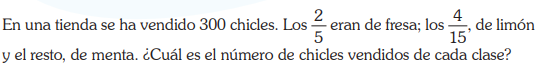 En una tienda se ha vendido 300 chicles. Los 2/5 eran de fresa; los 4/15, de limón
y el resto, de menta. ¿Cuál es el número de chicles vendidos de cada clase?